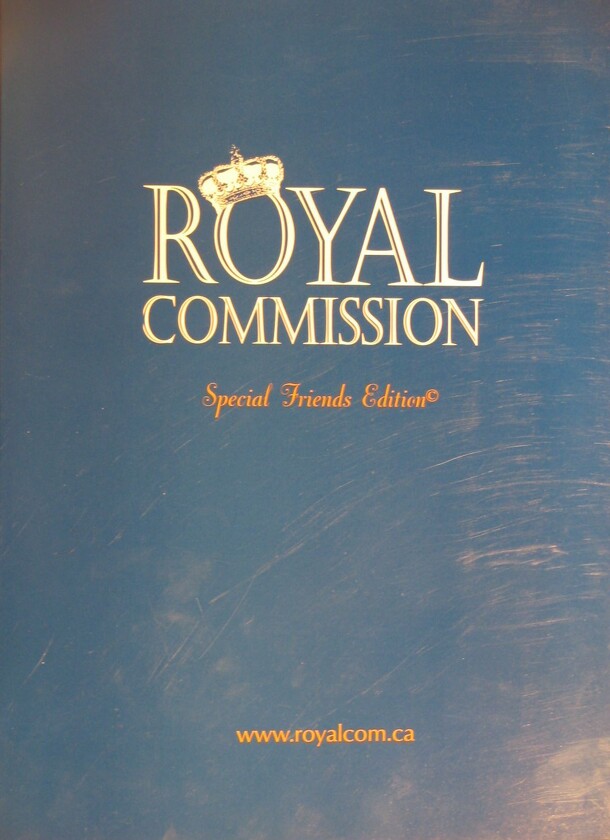 ROYAL
COMMISSION
Special Friends Edition©
www.royalcom.ca